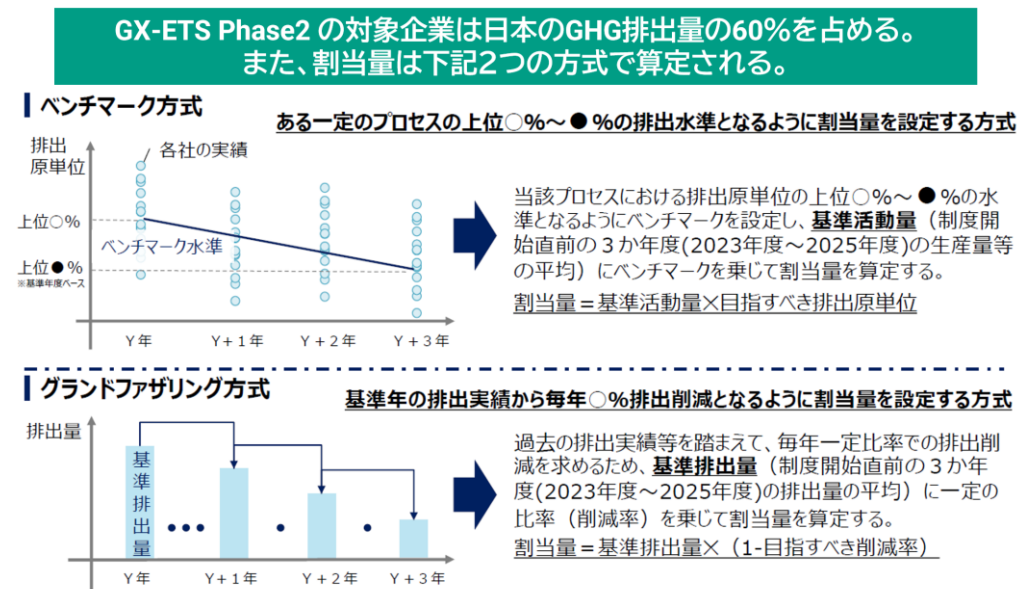 GX-ETS Phase2 の対象企業は日本のGHG排出量の60%を占める。
また、割当量は下記2つの方式で算定される。
ベンチマーク方式
ある一定のプロセスの上位○%～●%の排出水準となるように割当量を設定する方式
排出
原単位
各社の実績
上位○%
ベンチマーク水準
上位●%
※基準年度ベース
Y年
Y+1年
Y+2年
Y+3年
当該プロセスにおける排出原単位の上位○%～●%の水
準となるようにベンチマークを設定し、基準活動量（制度開
始直前の３か年度(2023年度～2025年度)の生産量等
の平均）にベンチマークを乗じて割当量を算定する。
割当量＝基準活動量×目指すべき排出原単位
グランドファザリング方式
基準年の排出実績から毎年○%排出削減となるように割当量を設定する方式
排出量
基準排出量
•••
•
•
Y年
Y+1年
Y+2年
Y+3年
過去の排出実績等を踏まえて、毎年一定比率での排出削
減を求めるため、基準排出量（制度開始直前の３か年
度(2023年度～2025年度)の排出量の平均）に一定の
比率（削減率）を乗じて割当量を算定する。
割当量＝基準排出量×（1-目指すべき削減率）